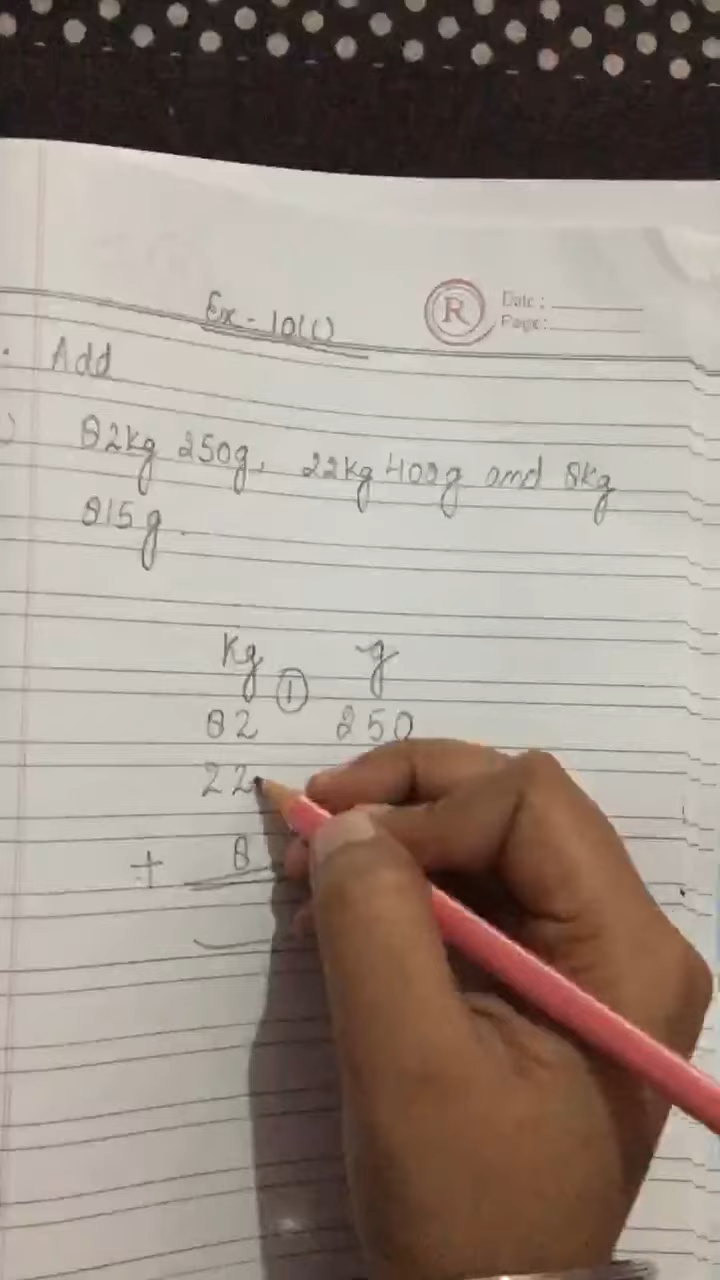 Ex - 10(i)
R
Date :
Page:
Add
82kg 250g, 22kg 400g and 8kg
815g.
kg g
1
82 250
22
+ 8